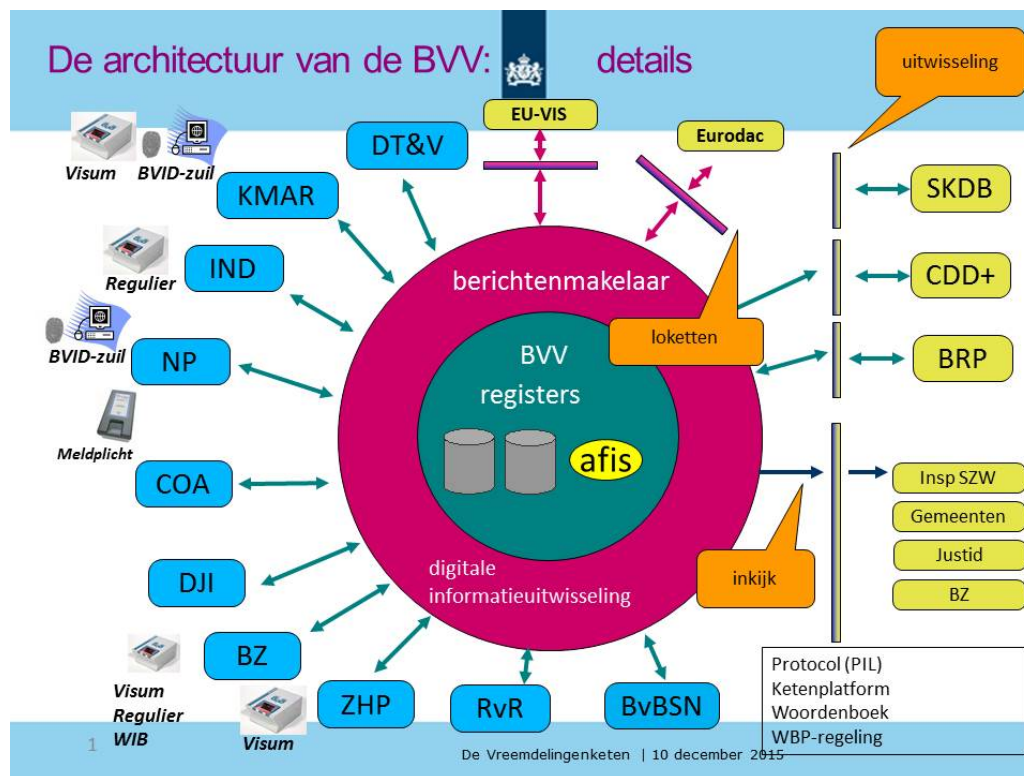 De architectuur van de BVV: details
uitwisseling
EU-VIS
Eurodac
DT&V
Visum
BVID-zuil
KMAR
SKDB
Regulier
IND
berichtenmakelaar
CDD+
loketten
BVID-zuil
NP
BVV
registers
BRP
afis
Meldplicht
COA
Insp SZW
Gemeenten
Justid
BZ
inkijk
digitale
informatieuitwisseling
DJI
BZ
Visum
Regulier
WIB
Visum
ZHP
RvR
BvBSN
Protocol (PIL)
Ketenplatform
Woordenboek
WBP-regeling
1
De Vreemdelingenketen | 10 december 2015